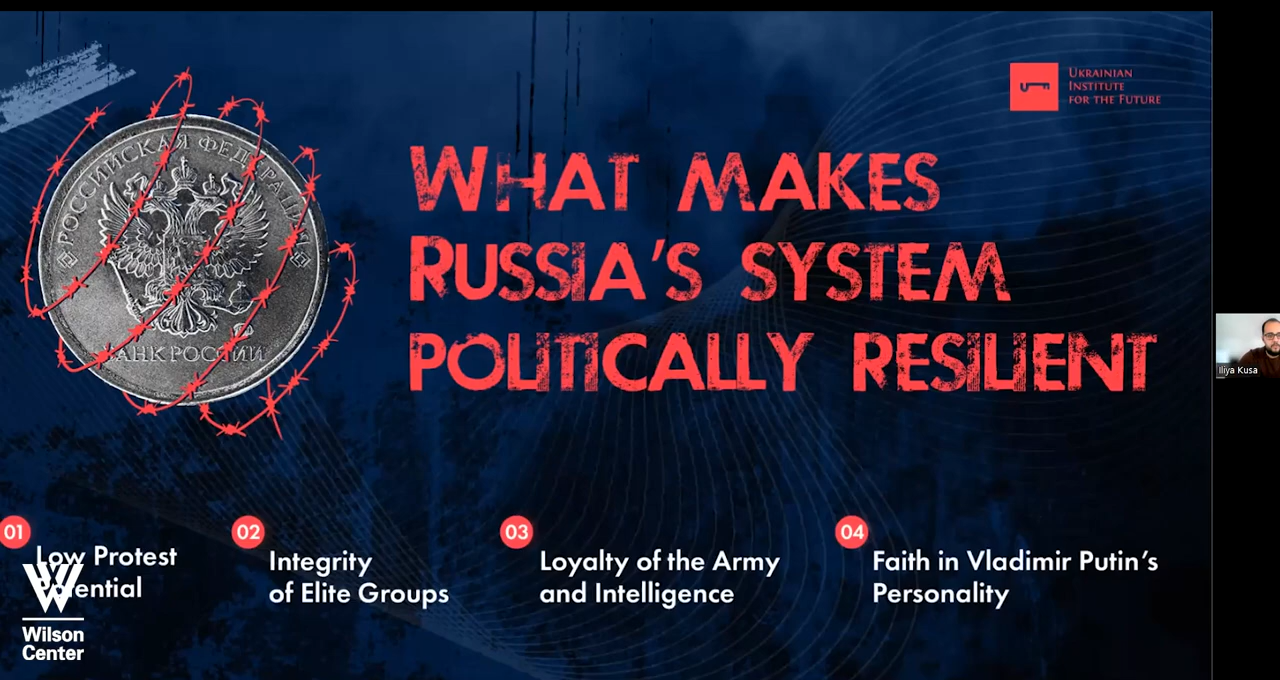 РОССИЙСКАЯ ФЕДЕРАЦИЯ
БАНК РОССИИ
UKRAINIAN
INSTITUTE
FOR THE FUTURE
WHAT MAKES
RUSSIA'S SYSTEM
POLITICALLY RESILIENT
01
Low Protest
Potential
02
Integrity
of Elite Groups
03
Loyalty of the Army
and Intelligence
04
Faith in Vladimir Putin's
Personality
W
Wilson
Center
Iliya Kusa